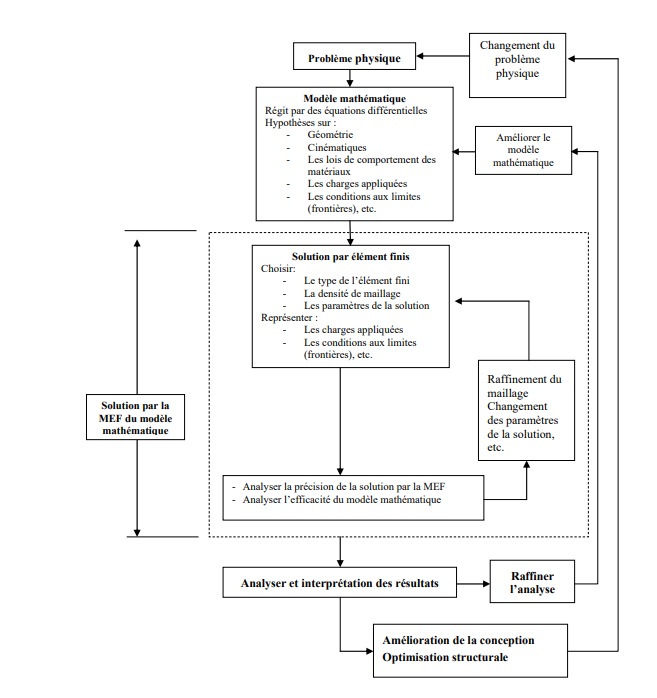 Changement du
problème
physique
Problème physique
Modèle mathématique
Régit par des équations différentielles
Hypothèses sur :
- Géométrie
- Cinématiques
- Les lois de comportement des
matériaux
- Les charges appliquées
- Les conditions aux limites
(frontières), etc.
Améliorer le
modèle
mathématique
Solution par élément finis
Choisir:
- Le type de l’élément fini
- La densité de maillage
- Les paramètres de la solution
Représenter :
- Les charges appliquées
- Les conditions aux limites
(frontières), etc.
Raffinement du
maillage
Changement
des paramètres
de la solution,
etc.
Solution par la
MEF du modèle
mathématique
- Analyser la précision de la solution par la MEF
- Analyser l’efficacité du modèle mathématique
Analyser et interprétation des résultats
Raffiner
l’analyse
Amélioration de la conception
Optimisation structurale